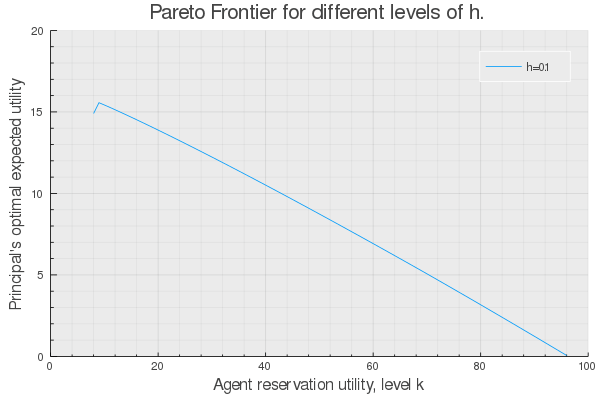 Pareto Frontier for different levels of h.
20
15
10
5
0
Principal's optimal expected utility
h=0.1
0 20 40 60 80 100
Agent reservation utility, level k